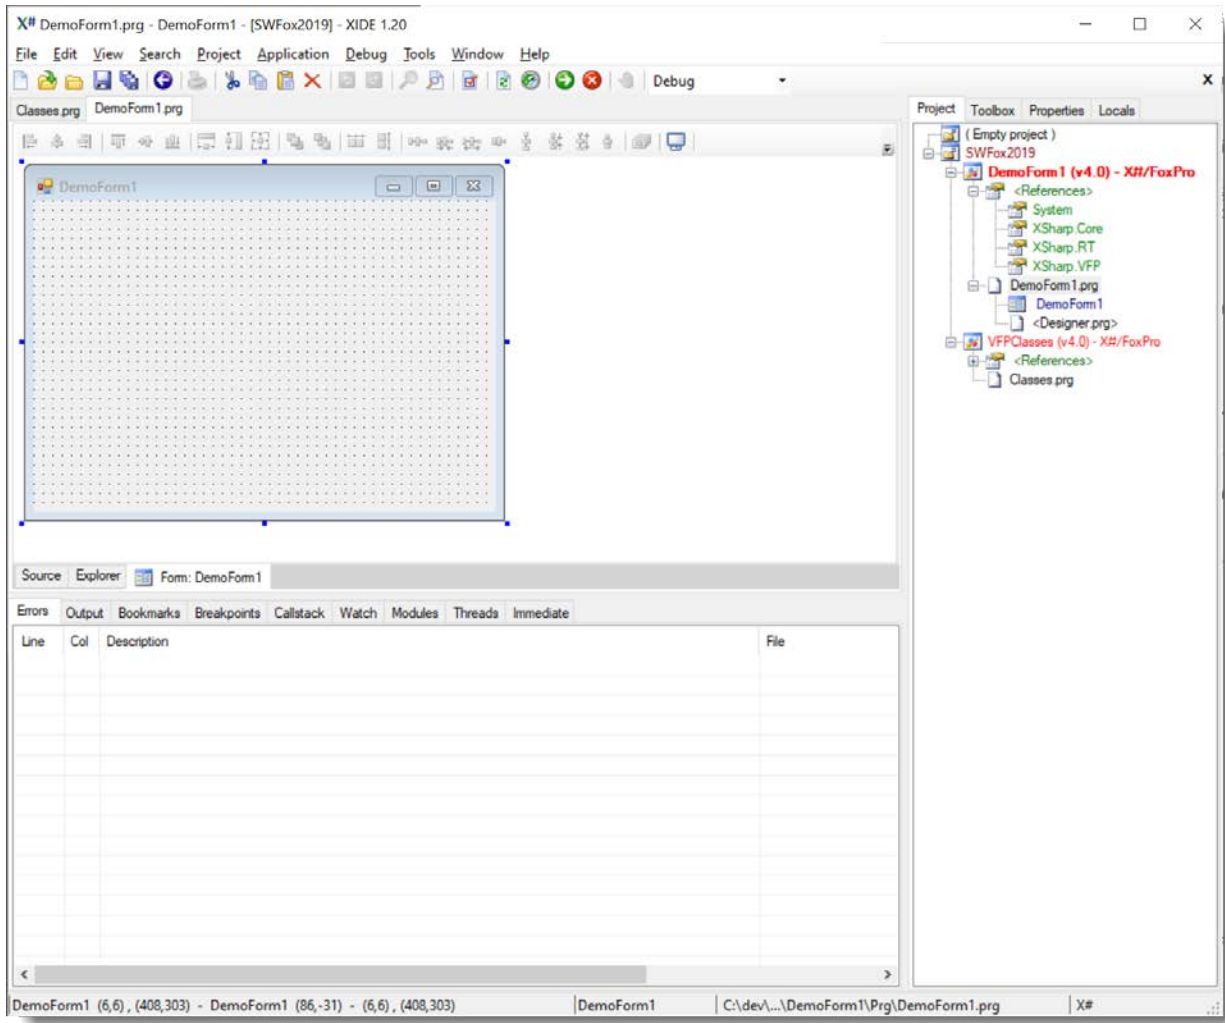 X# DemoForm1.prg - DemoForm1 - [SWFox2019] - XIDE 1.20
File Edit View Search Project Application Debug Tools Window Help
Debug
X
Classes.prg DemoForm1.prg
DemoForm1
Source Explorer Form: DemoForm1
Errors Output Bookmarks Breakpoints Callstack Watch Modules Threads Immediate
Line Col Description File
Project Toolbox Properties Locals
( Empty project )
SWFox2019
DemoForm1 (v4.0) - X#/FoxPro
<References>
System
XSharp.Core
XSharp.RT
XSharp.VFP
DemoForm1.prg
DemoForm1
<Designer.prg>
VFPClasses (v4.0) - X#/FoxPro
<References>
Classes.prg
DemoForm1 (6,6) , (408,303) - DemoForm1 (86,-31) - (6,6) , (408,303) DemoForm1 C:\dev\...\DemoForm1\Prg\DemoForm1.prg X#